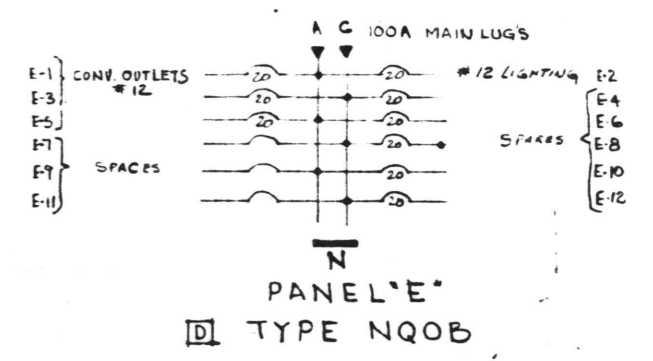 A C 100A MAIN LUG'S
E-1 CONV. OUTLETS 20 20 #12 LIGHTING E-2
#12
E-3 20 20 E-4
E-5 20 20 E-6
E-7 20 SPARES E-8
E-9 SPACES 20 E-10
E-11 20 E-12
N
PANEL "E"
D TYPE NQOB